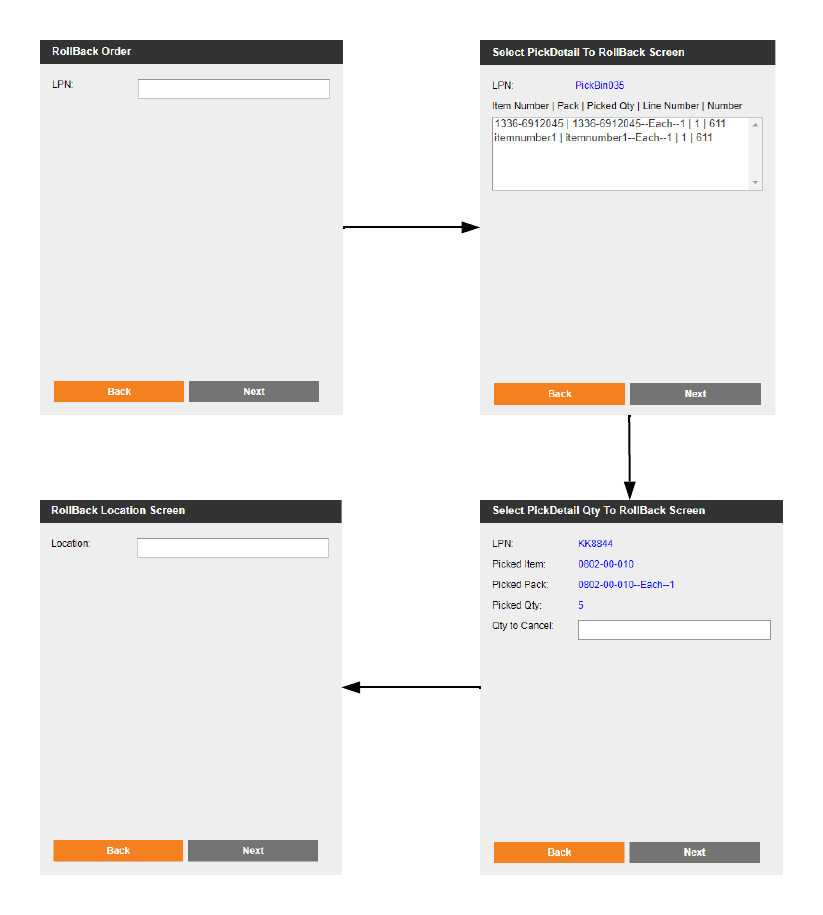 RollBack Order
LPN:
Back
Next
Select PickDetail To RollBack Screen
LPN: PickBin035
Item Number | Pack | Picked Qty | Line Number | Number
1336-6912045 | 1336-6912045--Each--1 | 1 | 611
itemnumber1 | itemnumber1--Each--1 | 1 | 611
Back
Next
Select PickDetail Qty To RollBack Screen
LPN: KK8844
Picked Item: 0802-00-010
Picked Pack: 0802-00-010--Each--1
Picked Qty: 5
Qty to Cancel:
Back
Next
RollBack Location Screen
Location:
Back
Next